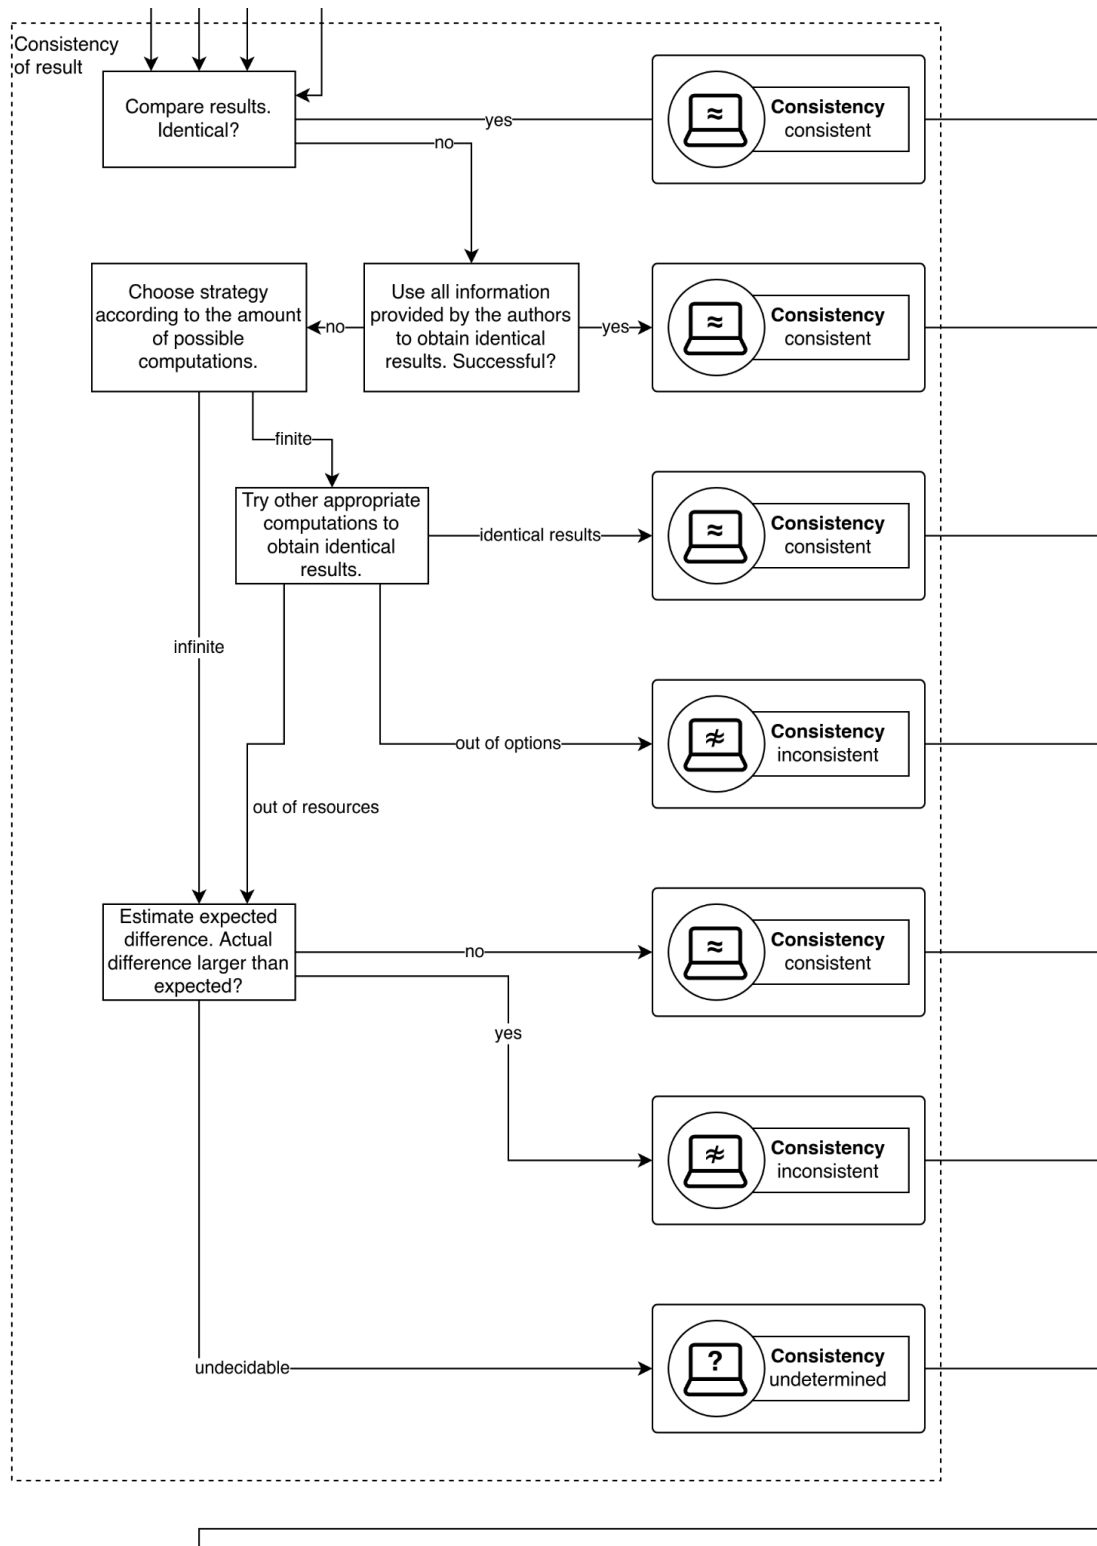 Consistency
of result
Compare results.
Identical?
yes
Consistency
consistent
no
Choose strategy
according to the amount
of possible
computations.
no
Use all information
provided by the authors
to obtain identical
results. Successful?
yes
Consistency
consistent
finite
Try other appropriate
computations to
obtain identical
results.
identical results
Consistency
consistent
infinite
out of options
Consistency
inconsistent
out of resources
Estimate expected
difference. Actual
difference larger than
expected?
no
Consistency
consistent
yes
Consistency
inconsistent
undecidable
?
Consistency
undetermined